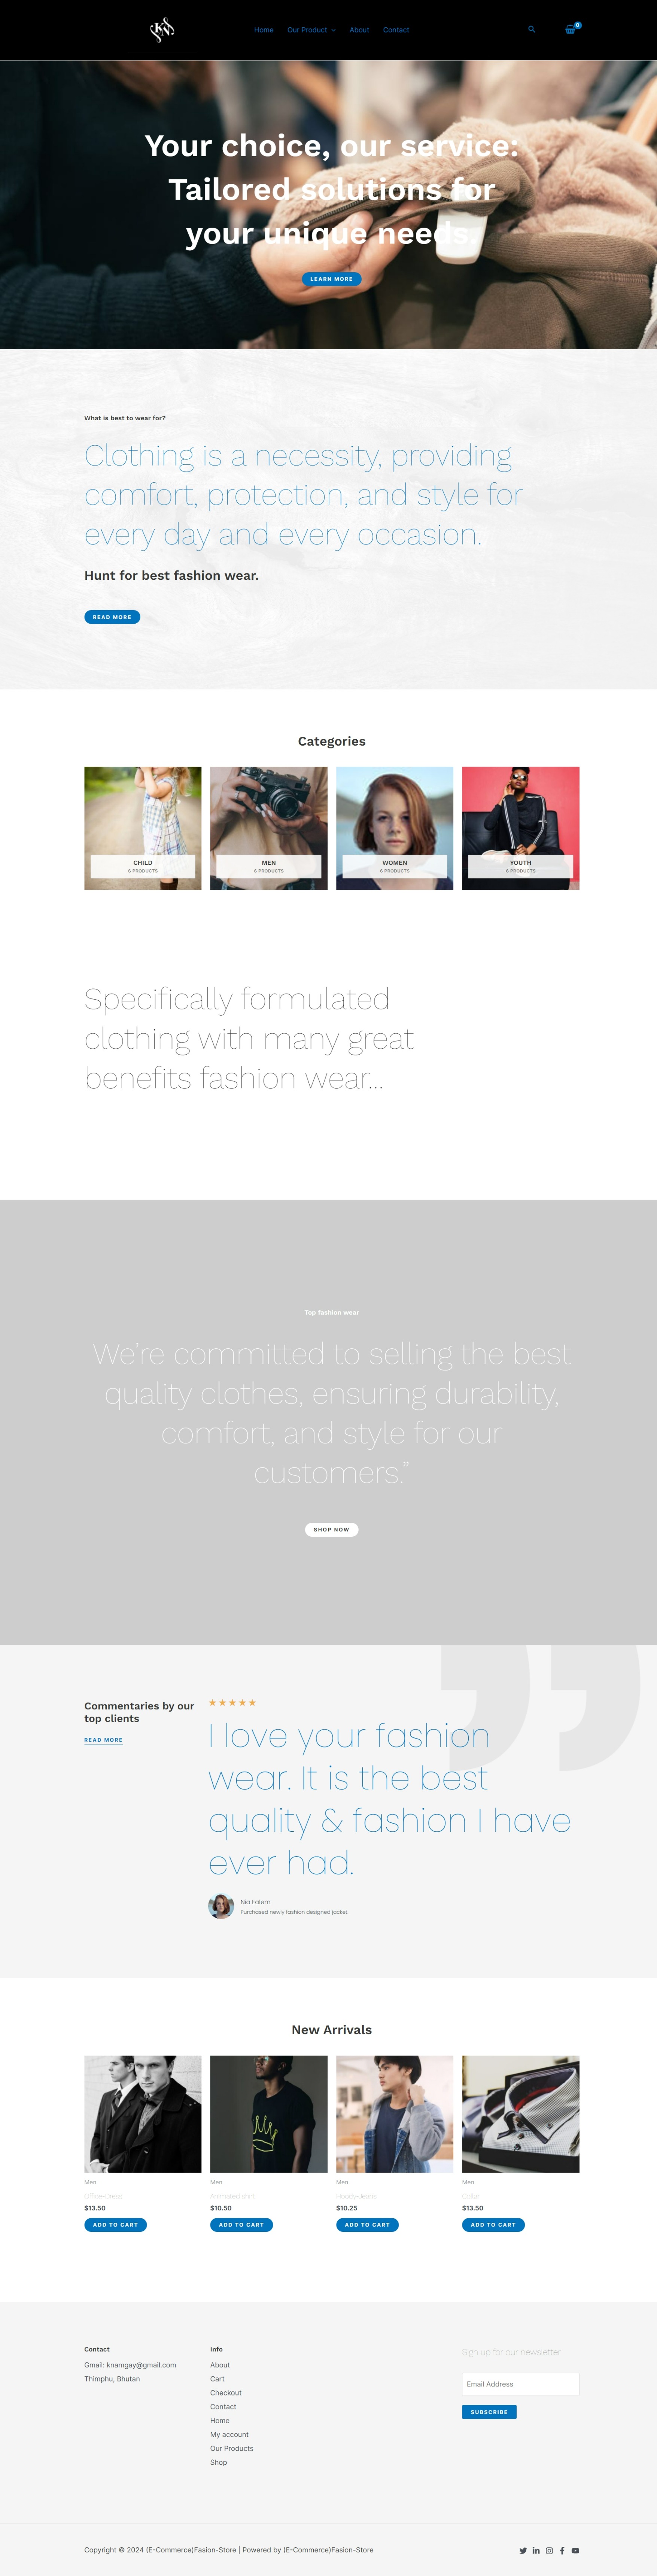 Home
Our Product
About
Contact
0
Your choice, our service:
Tailored solutions for
your unique needs.
LEARN MORE
What is best to wear for?
Clothing is a necessity, providing
comfort, protection, and style for
every day and every occasion.
Hunt for best fashion wear.
READ MORE
Categories
CHILD
6 PRODUCTS
MEN
6 PRODUCTS
WOMEN
6 PRODUCTS
YOUTH
6 PRODUCTS
Specifically formulated
clothing with many great
benefits fashion wear...
Top fashion wear
We’re committed to selling the best
quality clothes, ensuring durability,
comfort, and style for our
customers.”
SHOP NOW
Commentaries by our
top clients
READ MORE
I love your fashion
wear. It is the best
quality & fashion I have
ever had.
Nia Ealem
Purchased newly fashion designed jacket.
New Arrivals
Men
$13.50
ADD TO CART
Men
$10.50
ADD TO CART
Men
$10.25
ADD TO CART
Men
Collar
$13.50
ADD TO CART
Contact
Gmail: knamgay@gmail.com
Thimphu, Bhutan
Info
About
Cart
Checkout
Contact
Home
My account
Our Products
Shop
Sign up for our newsletter
Email Address
SUBSCRIBE
Copyright © 2024 (E-Commerce)Fasion-Store | Powered by (E-Commerce)Fasion-Store